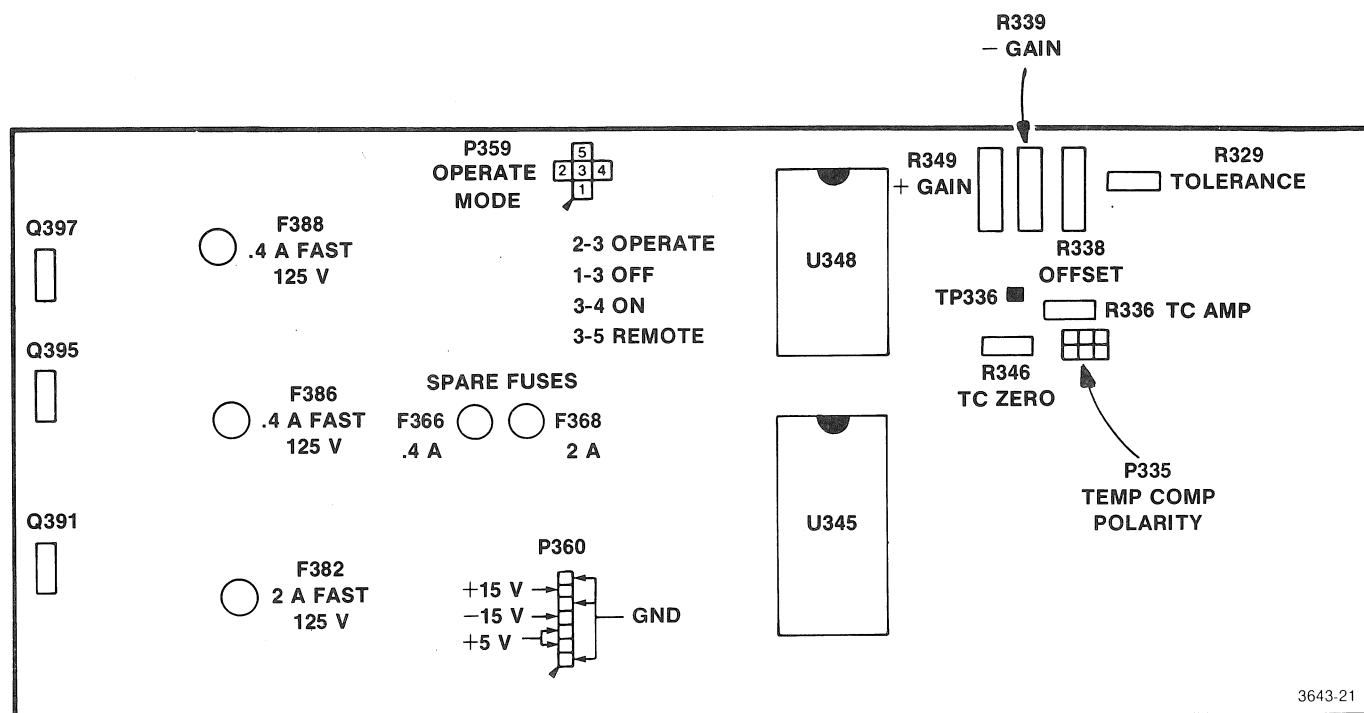 R339
— GAIN
P359
OPERATE
MODE
5
2 3 4
1
2-3 OPERATE
1-3 OFF
3-4 ON
3-5 REMOTE
Q397
F388
.4 A FAST
125 V
Q395
F386
.4 A FAST
125 V
SPARE FUSES
F366
.4 A
F368
2 A
Q391
F382
2 A FAST
125 V
P360
+15 V
−15 V
+5 V
GND
U348
U345
R349
+ GAIN
R329
TOLERANCE
R338
OFFSET
TP336
R336 TC AMP
R346
TC ZERO
P335
TEMP COMP
POLARITY
3643-21